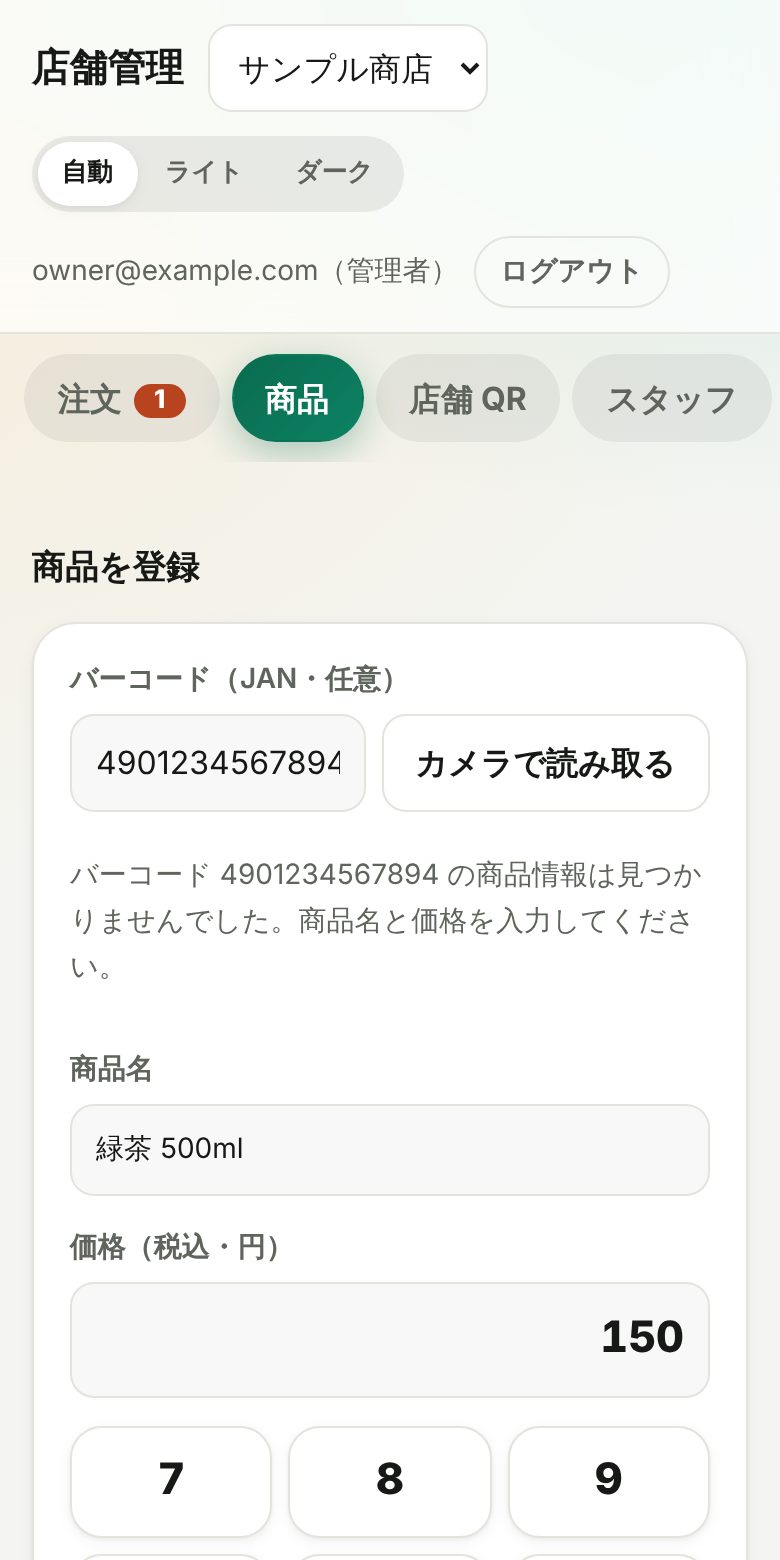 店舗管理 サンプル商店
自動 ライト ダーク
owner@example.com（管理者） ログアウト
注文 1 商品 店舗 QR スタッフ
商品を登録
バーコード（JAN・任意）
4901234567894 カメラで読み取る
バーコード 4901234567894 の商品情報は見つか
りませんでした。商品名と価格を入力してくださ
い。
商品名
緑茶 500ml
価格（税込・円）
150
7 8 9